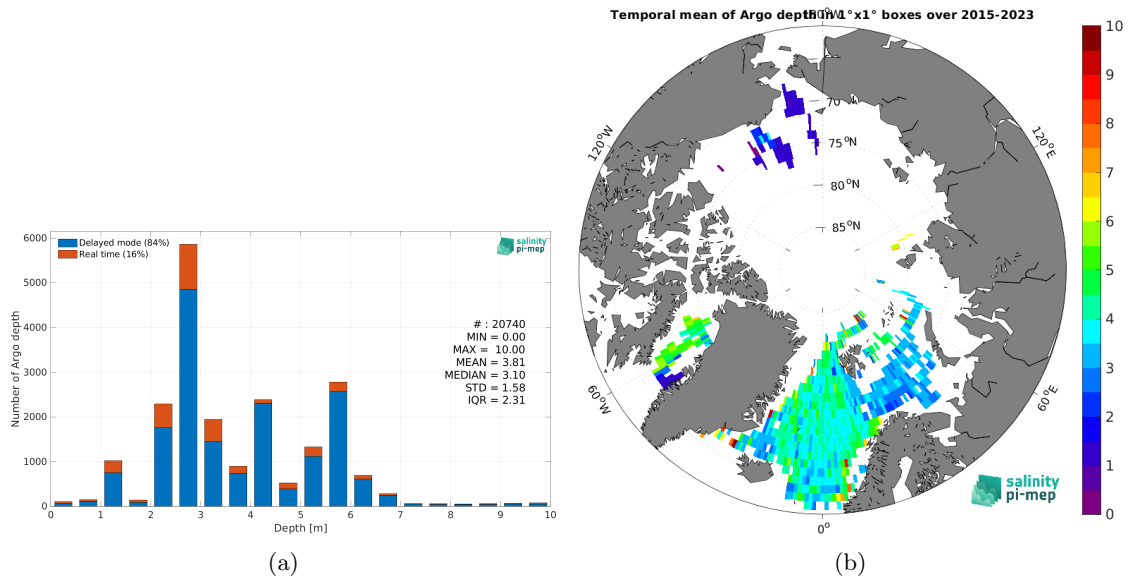 Temporal mean of Argo depth in 1°x1° boxes over 2015-2023
Delayed mode (84%)
Real time (16%)
salinity
pi-mep
# : 20740
MIN = 0.00
MAX = 10.00
MEAN = 3.81
MEDIAN = 3.10
STD = 1.58
IQR = 2.31
Number of Argo depth
6000
5000
4000
3000
2000
1000
0
0 1 2 3 4 5 6 7 8 9 10
Depth [m]
(a)
180°W
120°W
120°E
60°W
60°E
0°
70
75°N
80°N
85°N
salinity
pi-mep
10
9
8
7
6
5
4
3
2
1
0
(b)